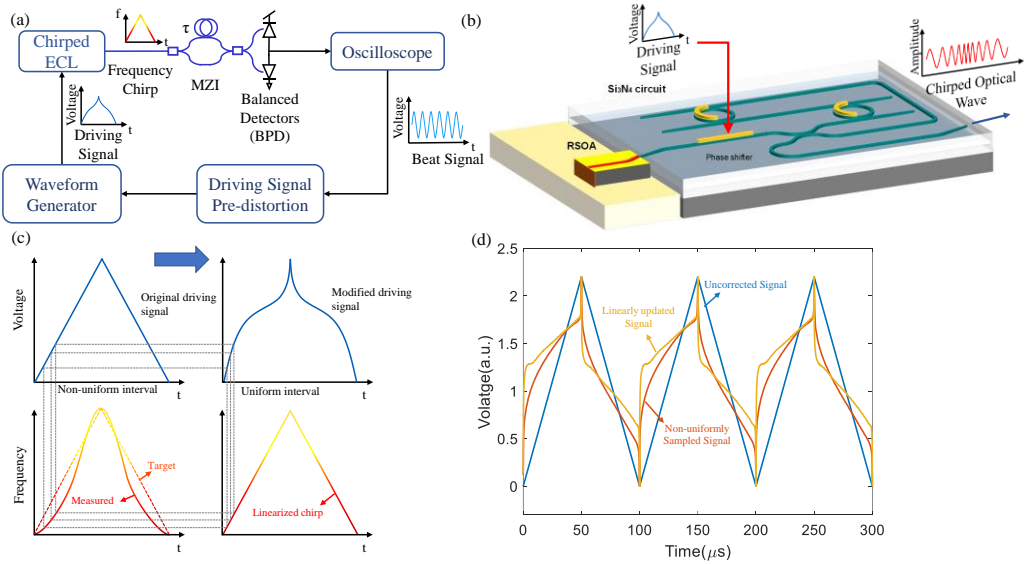 (a)
Chirped
ECL
f
t
Frequency
Chirp
τ
MZI
Balanced
Detectors
(BPD)
Oscilloscope
Voltage
t
Driving
Signal
Voltage
t
Beat Signal
Waveform
Generator
Driving Signal
Pre-distortion
(b)
Voltage
t
Driving
Signal
Si₃N₄ circuit
RSOA
Phase shifter
Amplitude
t
Chirped Optical
Wave
(c)
Voltage
Original driving
signal
Non-uniform interval
t
Modified driving
signal
Uniform interval
t
Frequency
Target
Measured
t
Linearized chirp
t
(d)
Volatge(a.u.)
2.5
2
1.5
1
0.5
0
Uncorrected Signal
Linearly updated
Signal
Non-uniformly
Sampled Signal
0
50
100
150
200
250
300
Time(μs)